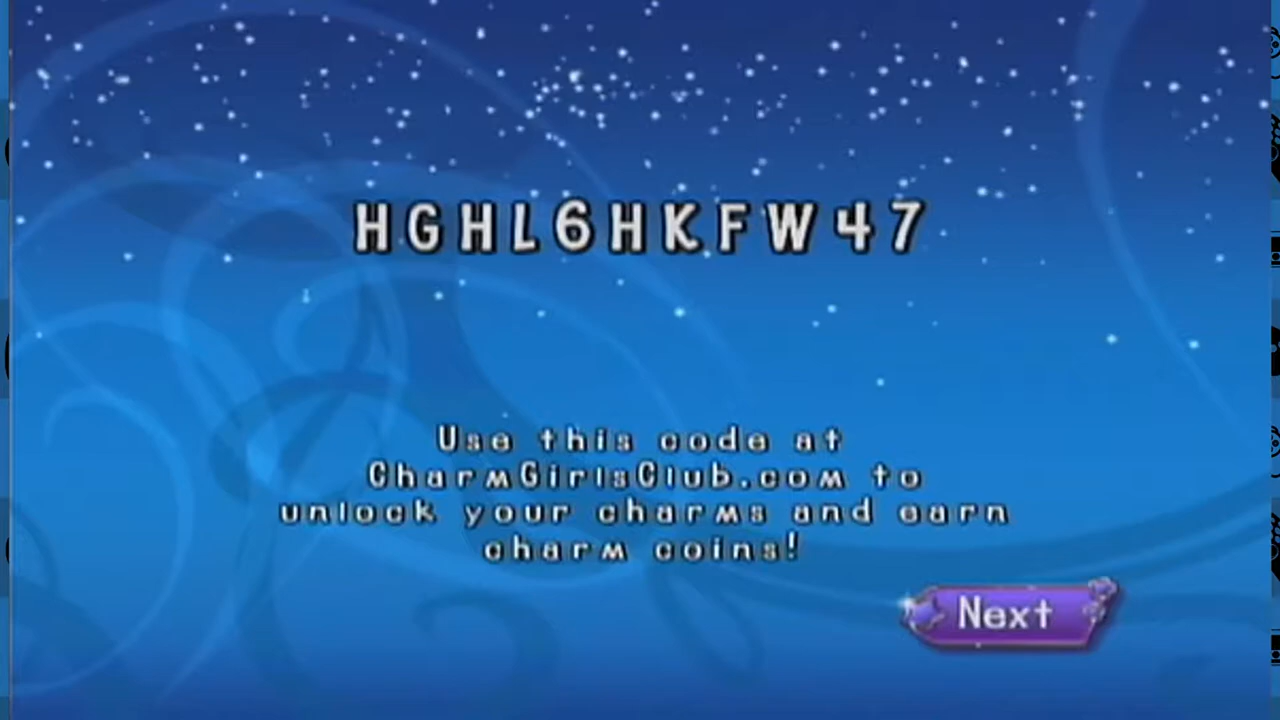 HGHL6HKFW47
Use this code at
CharmGirlsClub.com to
unlock your charms and earn
charm coins!
Next